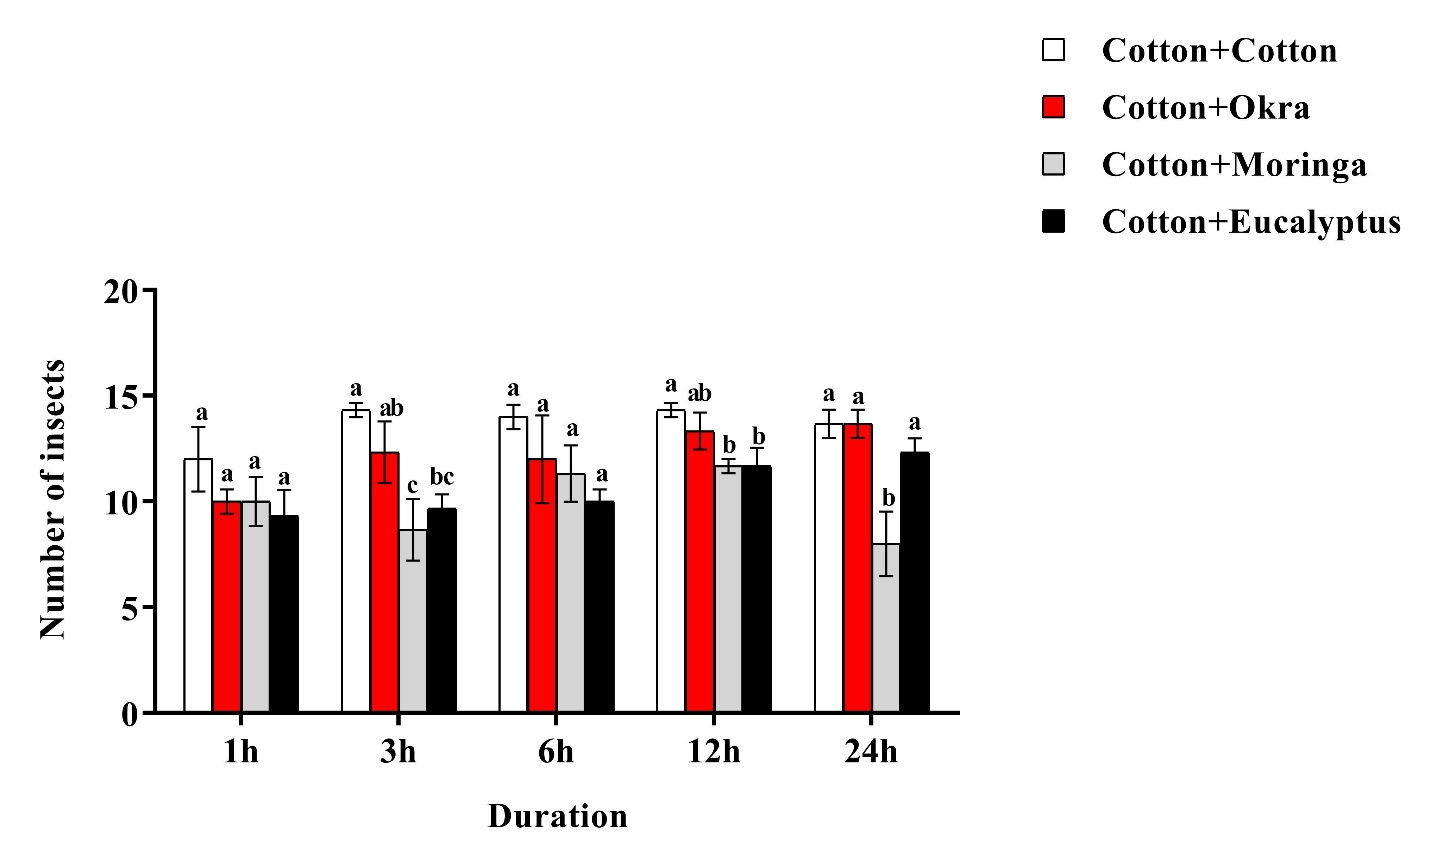 Cotton+Cotton
Cotton+Okra
Cotton+Moringa
Cotton+Eucalyptus
20
15
10
5
0
Number of insects
a a a a
a ab c bc
a a a a
a ab b b
a a b a
1h 3h 6h 12h 24h
Duration